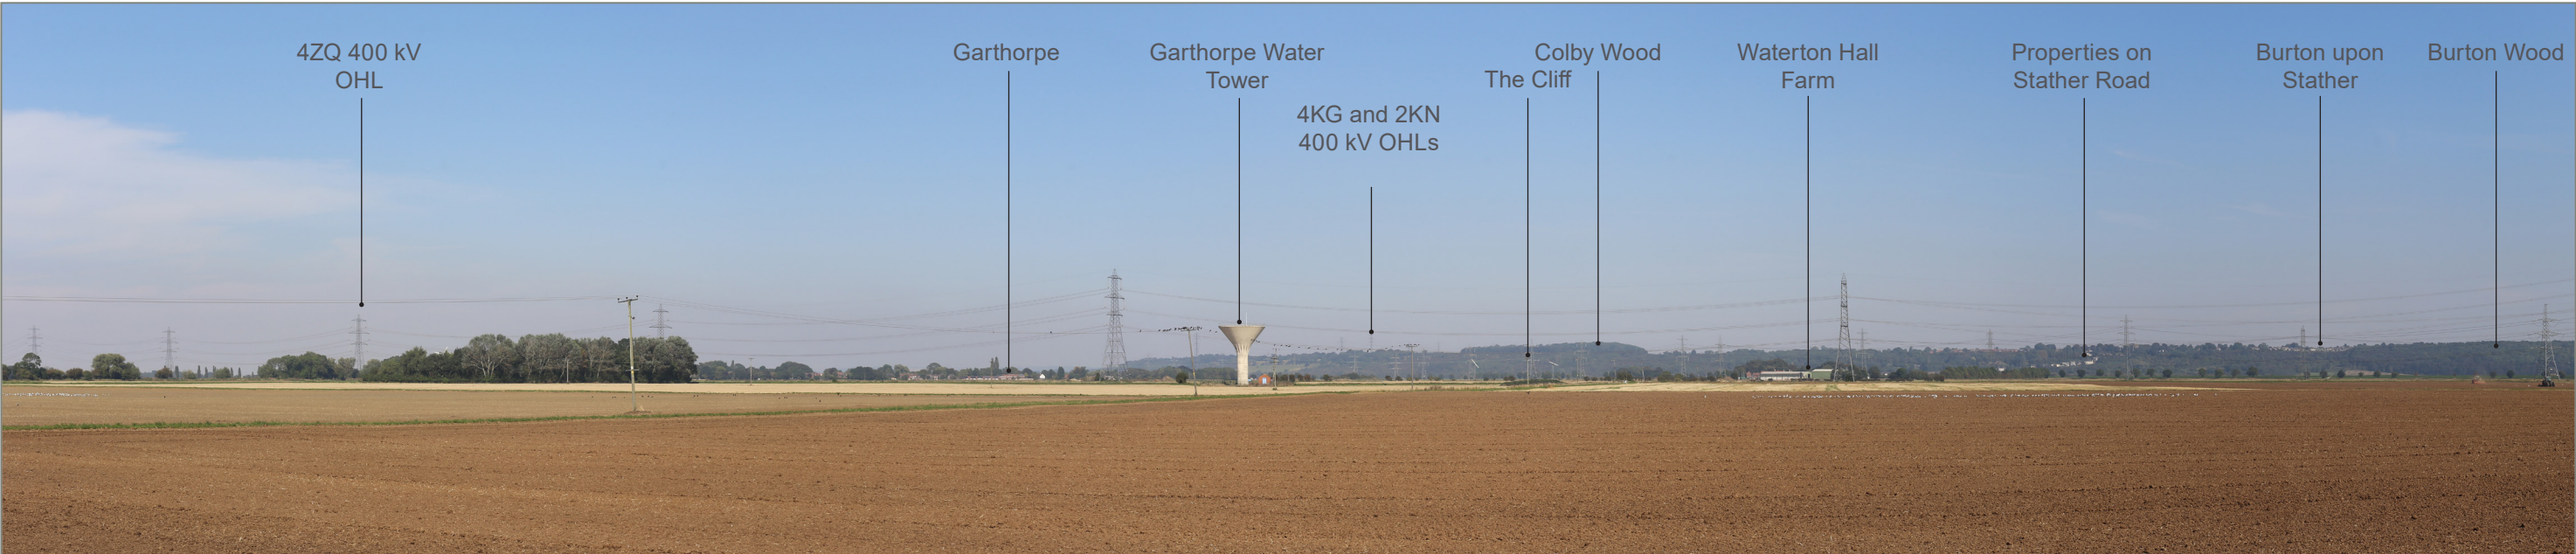 4ZQ 400 kV
OHL
Garthorpe
Garthorpe Water
Tower
4KG and 2KN
400 kV OHLs
The Cliff
Colby Wood
Waterton Hall
Farm
Properties on
Stather Road
Burton upon
Stather
Burton Wood